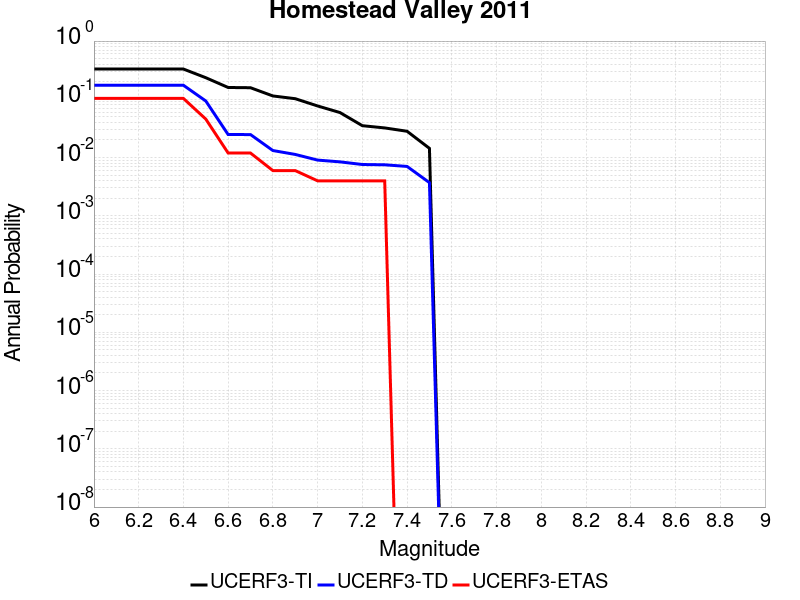 Homestead Valley 2011
10^0
10^-1
10^-2
10^-3
10^-4
10^-5
10^-6
10^-7
10^-8
Annual Probability
6 6.2 6.4 6.6 6.8 7 7.2 7.4 7.6 7.8 8 8.2 8.4 8.6 8.8 9
Magnitude
UCERF3-TI UCERF3-TD UCERF3-ETAS